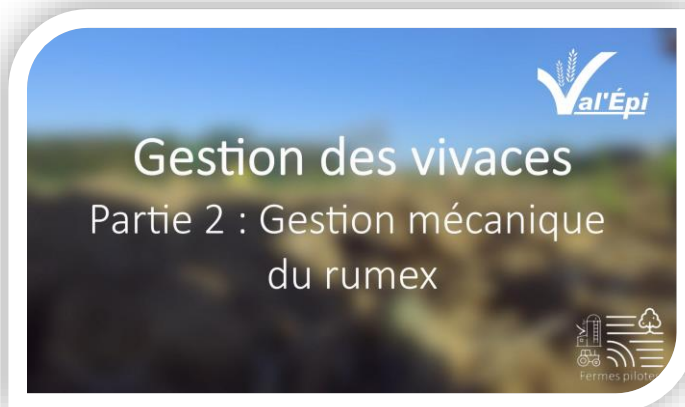 Val'Épi
Gestion des vivaces
Partie 2 : Gestion mécanique
du rumex
Fermes pilotes